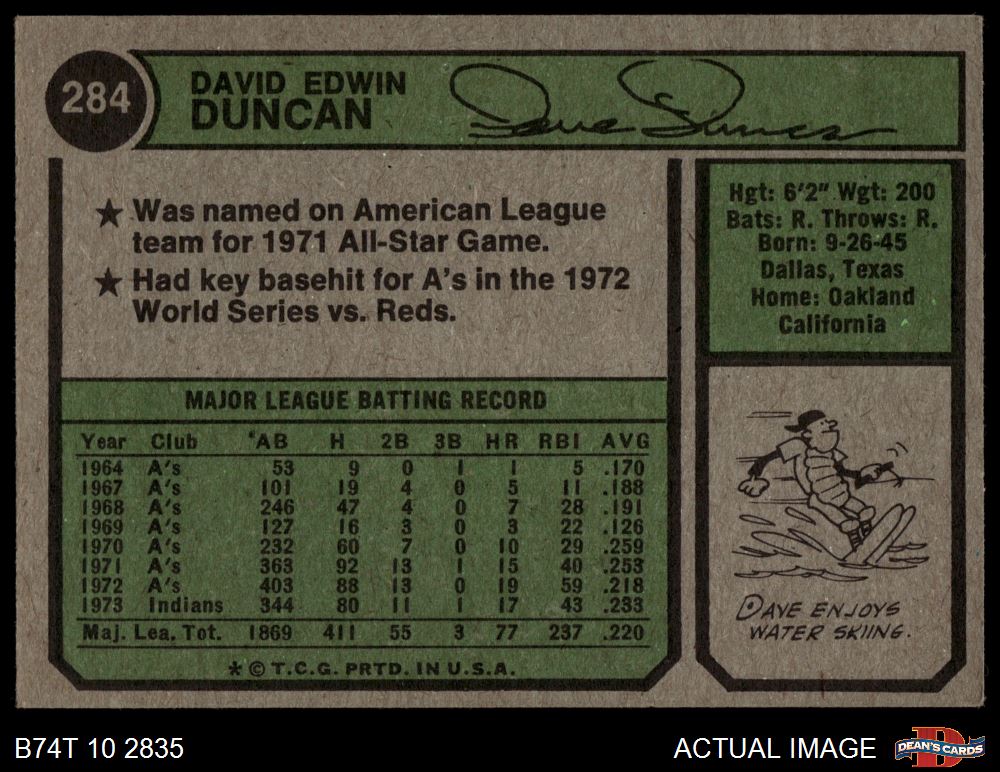 284
DAVID EDWIN
DUNCAN
Dave Duncan
★ Was named on American League
team for 1971 All-Star Game.
★ Had key basehit for A's in the 1972
World Series vs. Reds.
Hgt: 6'2" Wgt: 200
Bats: R. Throws: R.
Born: 9-26-45
Dallas, Texas
Home: Oakland
California
MAJOR LEAGUE BATTING RECORD
Year Club AB H 2B 3B HR RBI AVG
1964 A's 53 9 0 1 1 5 .170
1967 A's 101 19 4 0 5 11 .188
1968 A's 246 47 4 0 7 28 .191
1969 A's 127 16 3 0 3 22 .126
1970 A's 232 60 7 0 10 29 .259
1971 A's 363 92 13 1 15 40 .253
1972 A's 403 88 13 0 19 59 .218
1973 Indians 344 80 11 1 17 43 .233
Maj. Lea. Tot. 1869 411 55 3 77 237 .220
* © T.C.G. PRTD. IN U.S.A.
DAVE ENJOYS
WATER SKIING.
B74T 10 2835
ACTUAL IMAGE
D
DEAN'S CARDS